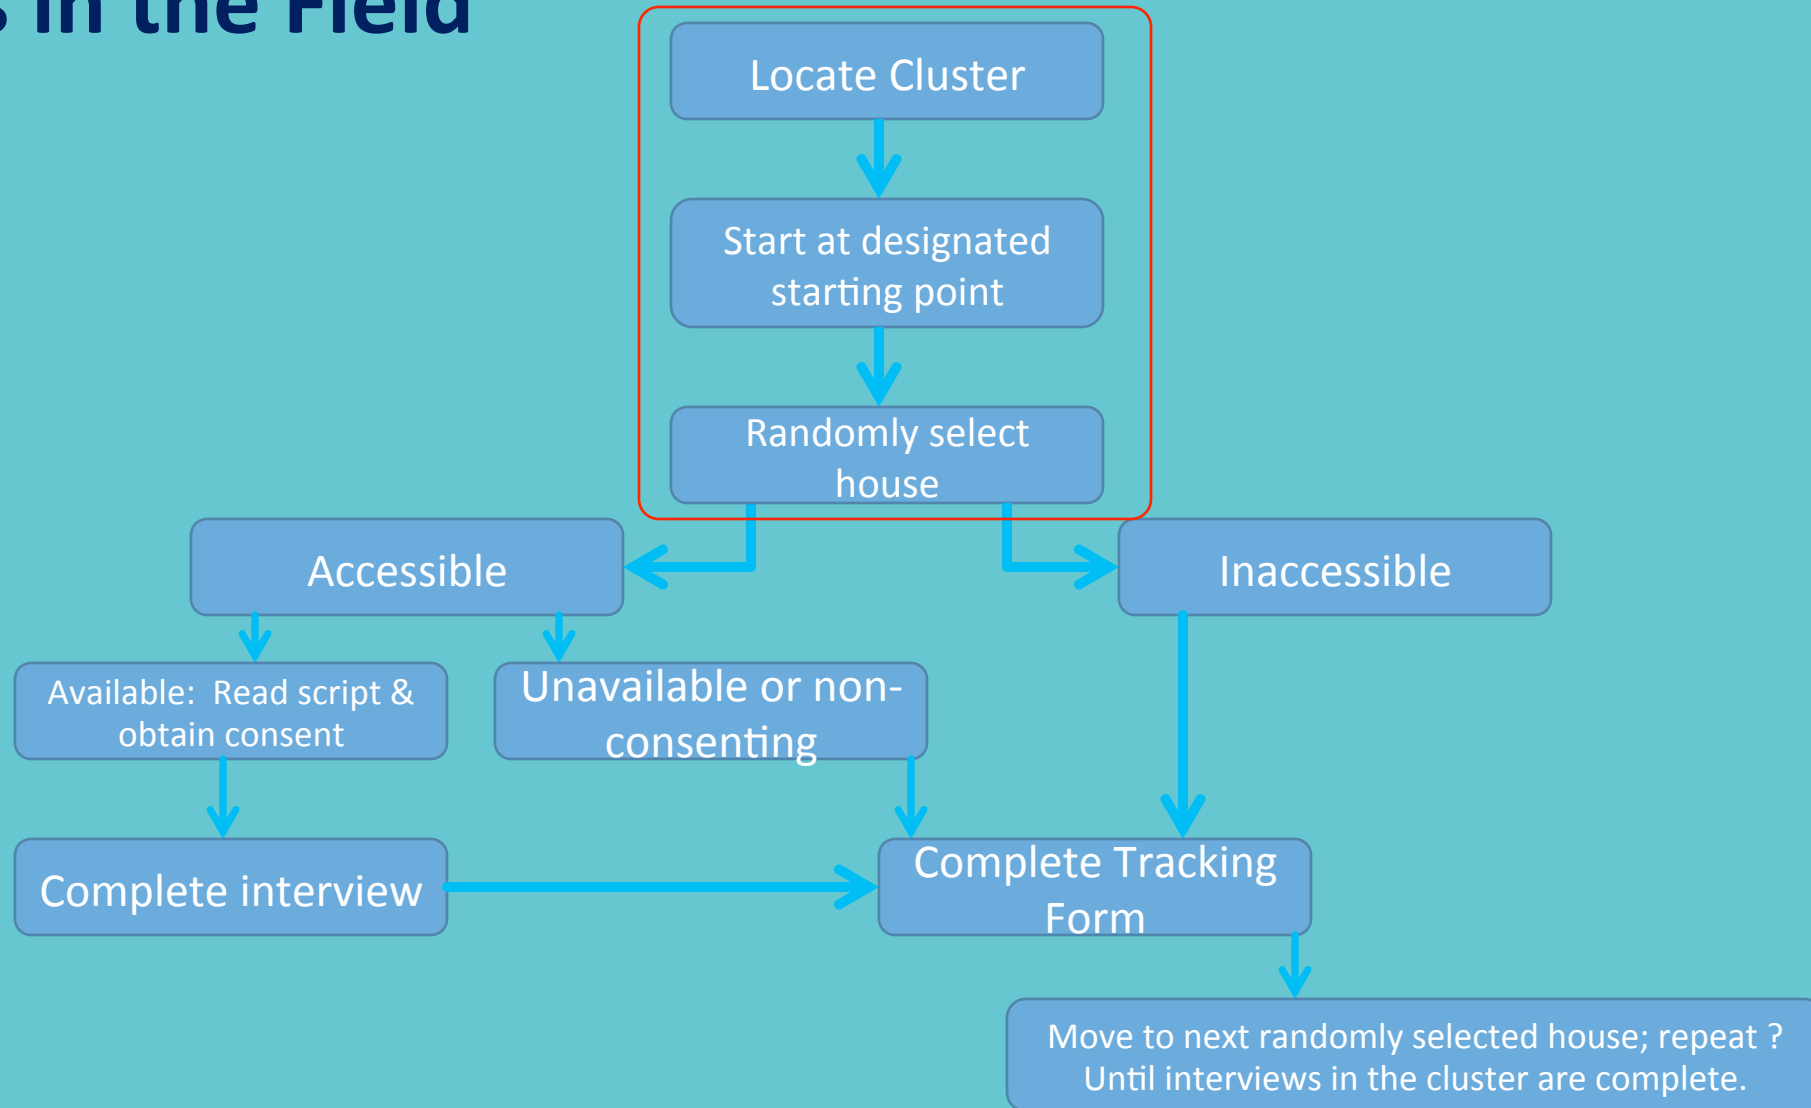 in the Field
Locate Cluster
Start at designated
starting point
Randomly select
house
Accessible
Inaccessible
Available:  Read script &
obtain consent
Unavailable or non-
consenting
Complete interview
Complete Tracking
Form
Move to next randomly selected house; repeat ?
Until interviews in the cluster are complete.